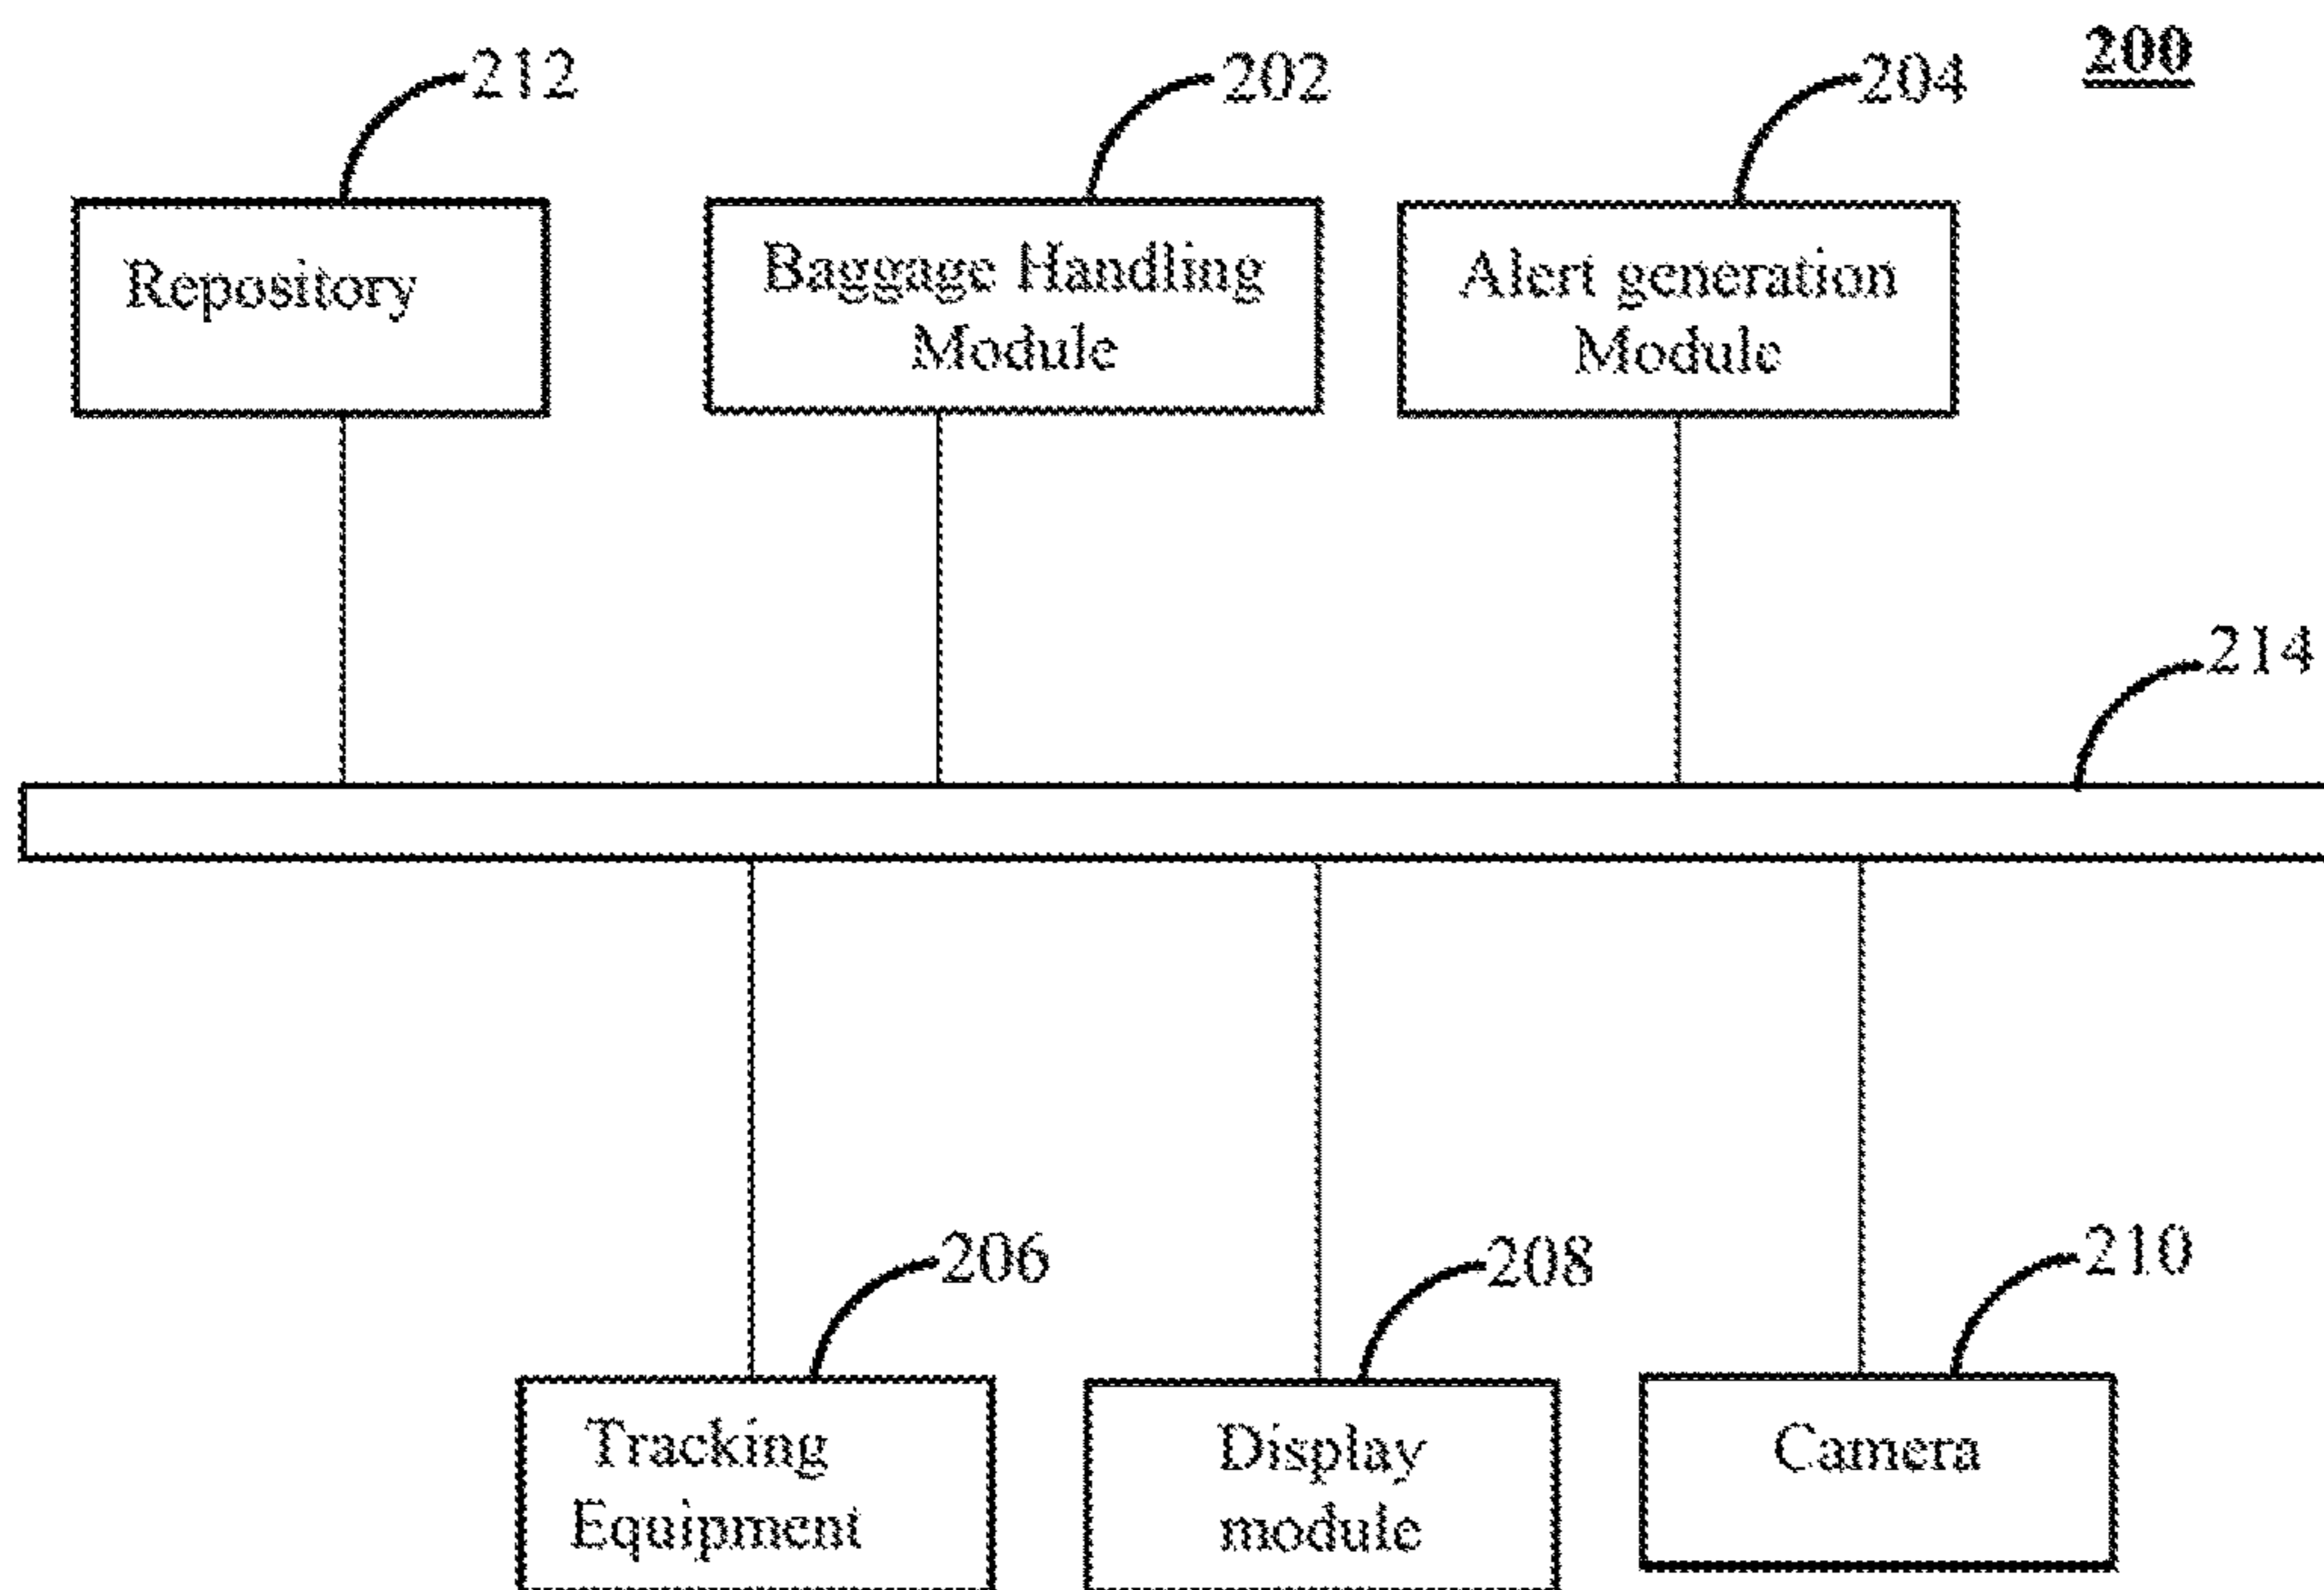 200
212
202
204
Repository
Baggage Handling
Module
Alert generation
Module
214
206
208
210
Tracking
Equipment
Display
module
Camera